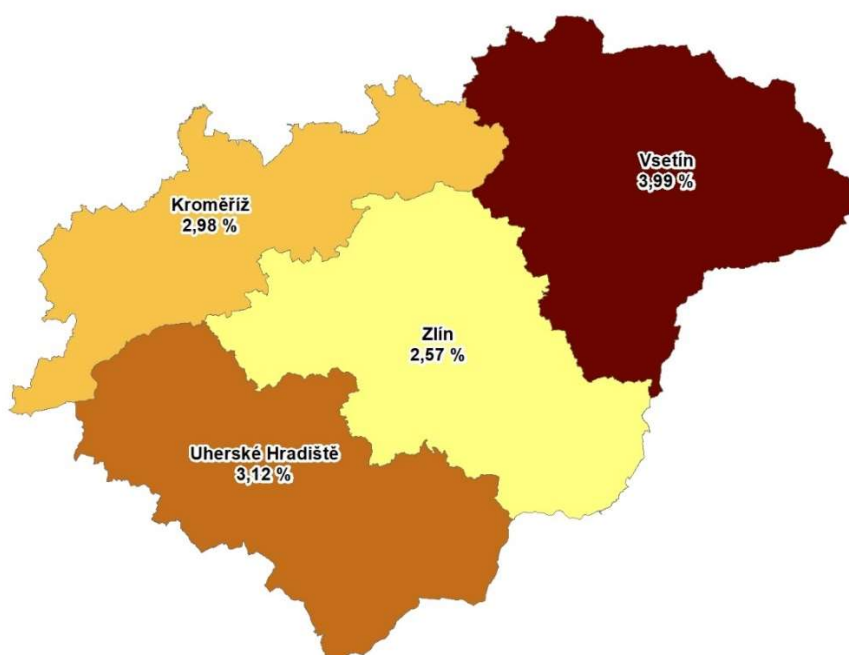 Vsetín
3,99 %
Kroměříž
2,98 %
Zlín
2,57 %
Uherské Hradiště
3,12 %